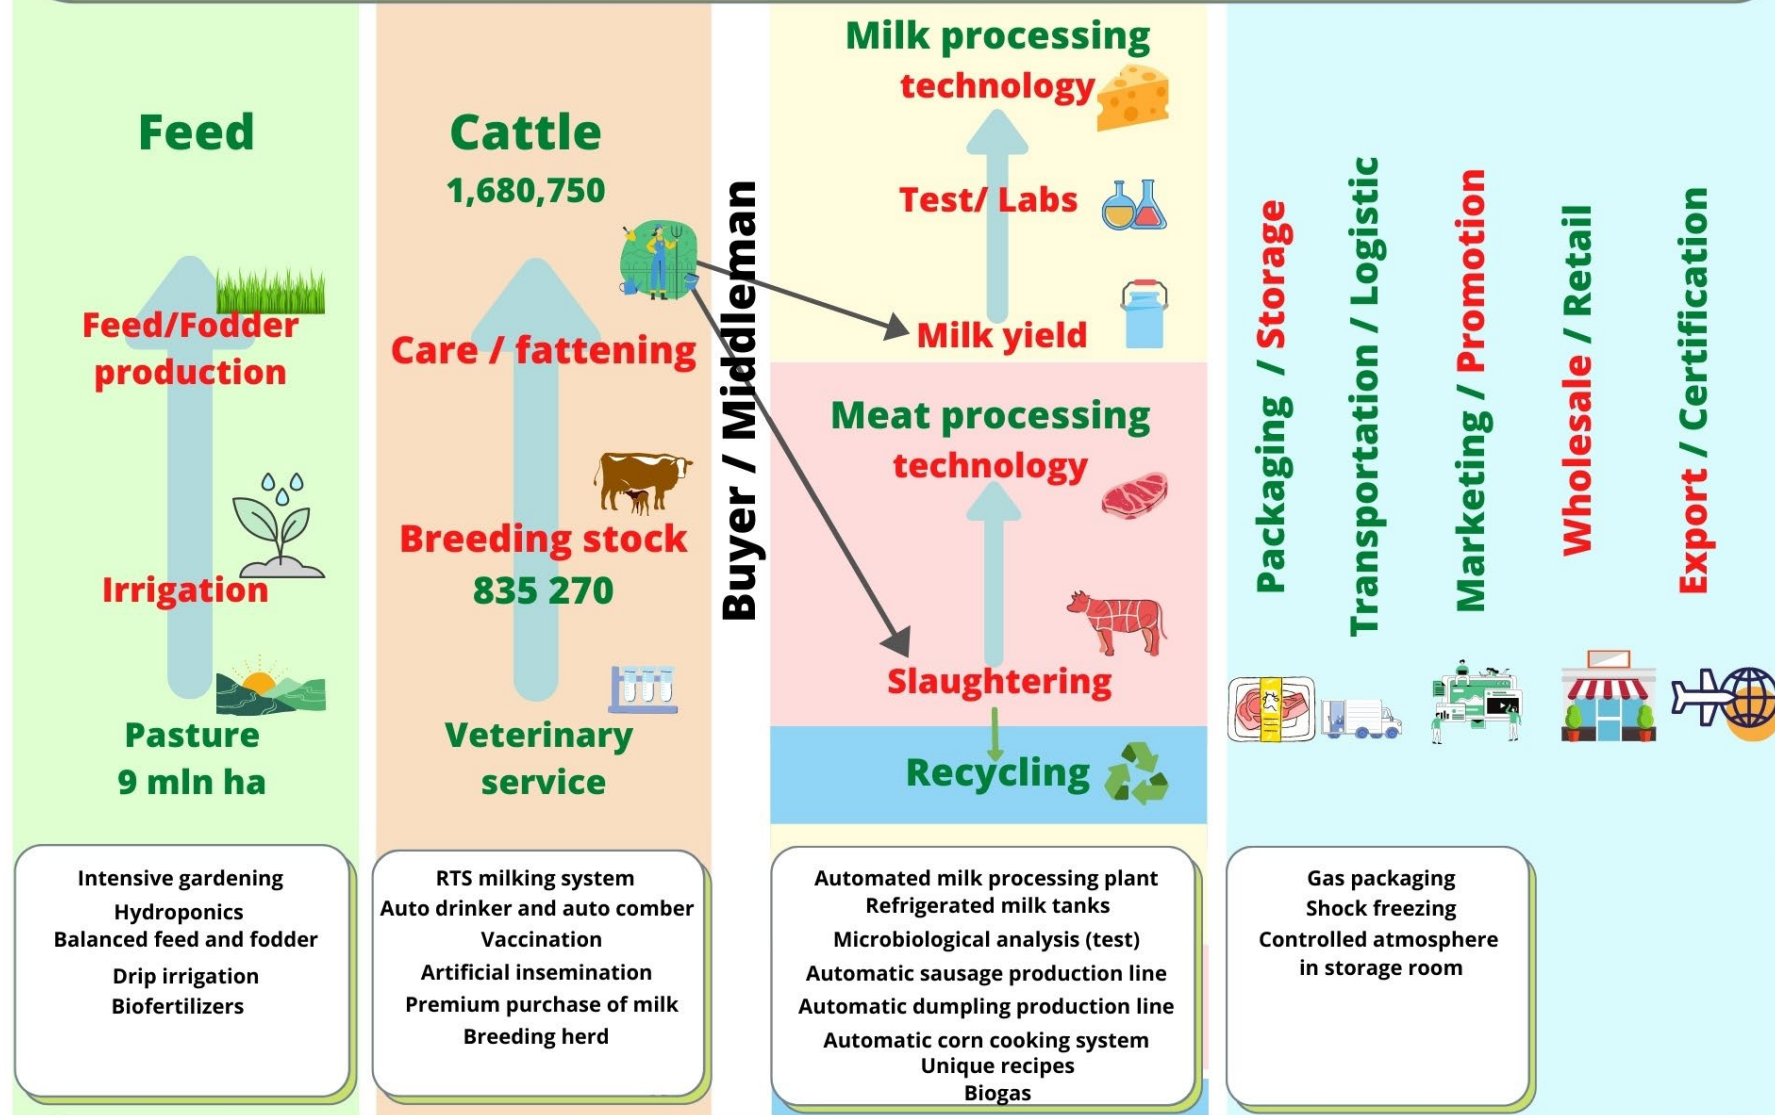 Feed
Feed/Fodder
production
Irrigation
Pasture
9 mln ha
Intensive gardening
Hydroponics
Balanced feed and fodder
Drip irrigation
Biofertilizers
Cattle
1,680,750
Care / fattening
Breeding stock
835 270
Veterinary
service
RTS milking system
Auto drinker and auto comber
Vaccination
Artificial insemination
Premium purchase of milk
Breeding herd
Buyer / Middleman
Milk processing
technology
Test/ Labs
Milk yield
Meat processing
technology
Slaughtering
Recycling
Automated milk processing plant
Refrigerated milk tanks
Microbiological analysis (test)
Automatic sausage production line
Automatic dumpling production line
Automatic corn cooking system
Unique recipes
Biogas
Packaging / Storage
Transportation / Logistic
Marketing / Promotion
Wholesale / Retail
Export / Certification
Gas packaging
Shock freezing
Controlled atmosphere
in storage room